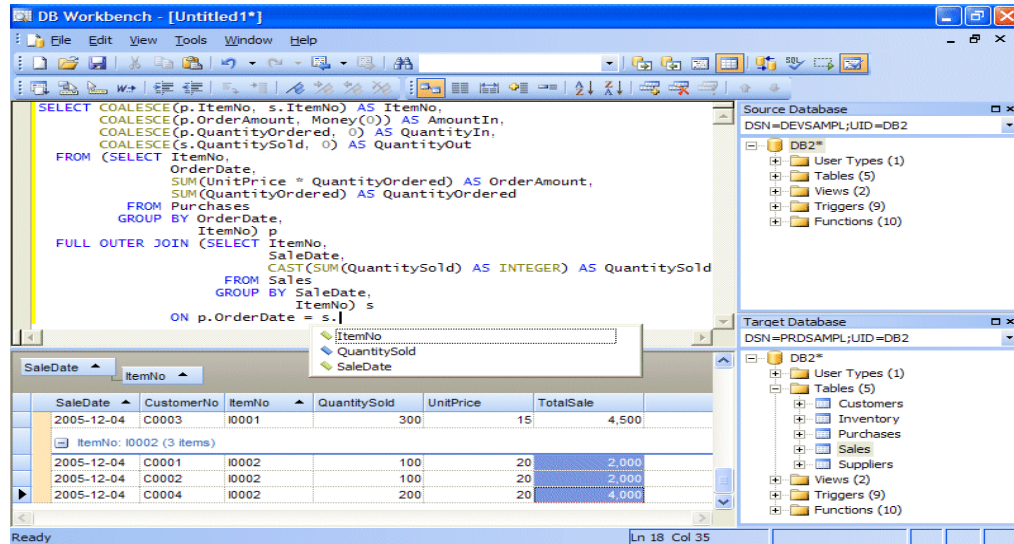 DB Workbench - [Untitled1*]
File Edit View Tools Window Help
SQL
W
SELECT COALESCE(p.ItemNo, s.ItemNo) AS ItemNo,
COALESCE(p.OrderAmount, Money(0)) AS AmountIn,
COALESCE(p.QuantityOrdered, 0) AS QuantityIn,
COALESCE(s.QuantitySold, 0) AS QuantityOut
FROM (SELECT ItemNo,
OrderDate,
SUM(UnitPrice * QuantityOrdered) AS OrderAmount,
SUM(QuantityOrdered) AS QuantityOrdered
FROM Purchases
GROUP BY OrderDate,
ItemNo) p
FULL OUTER JOIN (SELECT ItemNo,
SaleDate,
CAST(SUM(QuantitySold) AS INTEGER) AS QuantitySold
FROM Sales
GROUP BY SaleDate,
ItemNo) s
ON p.OrderDate = s.
ItemNo
QuantitySold
SaleDate
SaleDate
ItemNo
SaleDate CustomerNo ItemNo QuantitySold UnitPrice TotalSale
2005-12-04 C0003 I0001 300 15 4,500
ItemNo: I0002 (3 items)
2005-12-04 C0001 I0002 100 20 2,000
2005-12-04 C0002 I0002 100 20 2,000
2005-12-04 C0004 I0002 200 20 4,000
Source Database
DSN=DEVSAMPL;UID=DB2
DB2*
User Types (1)
Tables (5)
Views (2)
Triggers (9)
Functions (10)
Target Database
DSN=PRDSAMPL;UID=DB2
DB2*
User Types (1)
Tables (5)
Customers
Inventory
Purchases
Sales
Suppliers
Views (2)
Triggers (9)
Functions (10)
Ready Ln 18 Col 35